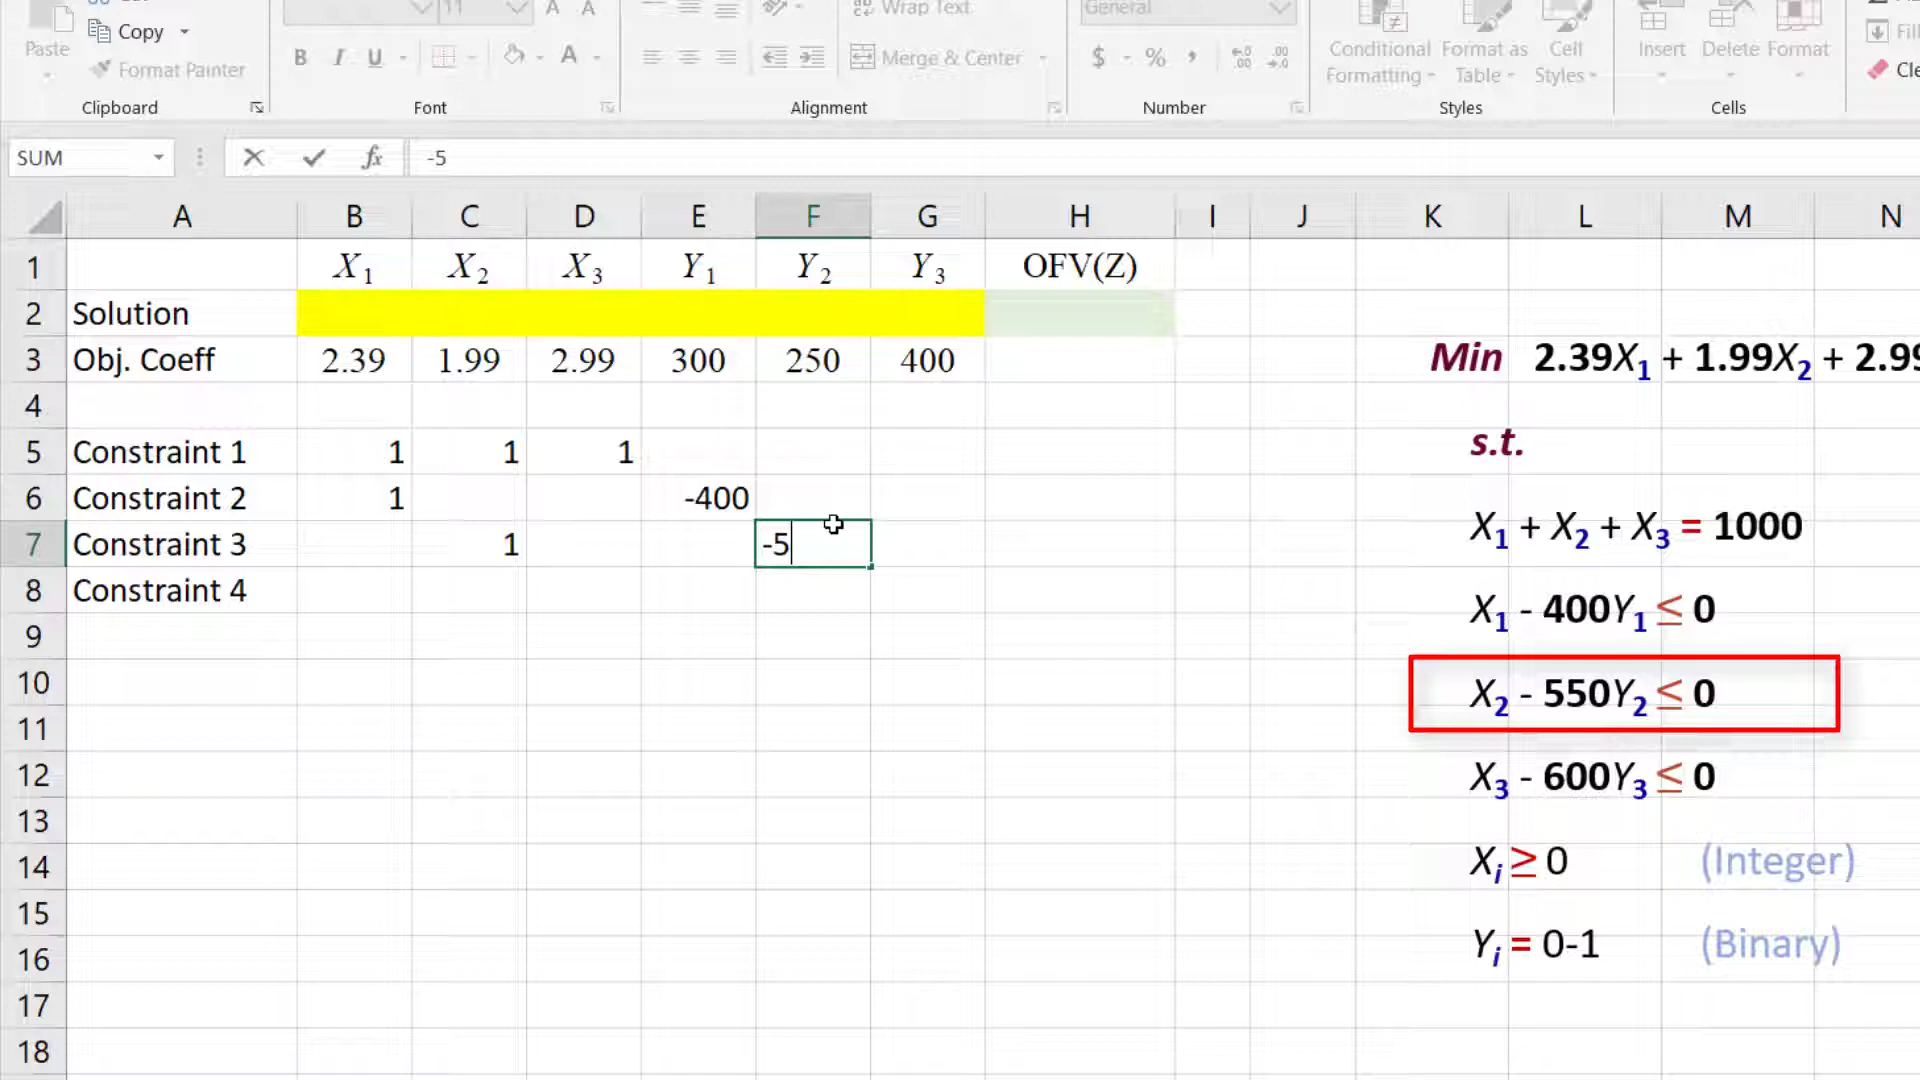 Paste
Copy
Format Painter
Clipboard
11
A A
B I U
A
Font
Wrap Text
Merge & Center
Alignment
General
$ % ,
Number
Conditional Formatting
Format as Table
Cell Styles
Styles
Insert Delete Format
Cells
SUM
fx
-5
A B C D E F G H I J K L M N
1 X1 X2 X3 Y1 Y2 Y3 OFV(Z)
2 Solution
3 Obj. Coeff 2.39 1.99 2.99 300 250 400
4
5 Constraint 1 1 1 1
6 Constraint 2 1 -400
7 Constraint 3 1 -5
8 Constraint 4
9
10
11
12
13
14
15
16
17
18
Min 2.39X1 + 1.99X2 + 2.99
s.t.
X1 + X2 + X3 = 1000
X1 - 400Y1 ≤ 0
X2 - 550Y2 ≤ 0
X3 - 600Y3 ≤ 0
Xi ≥ 0 (Integer)
Yi = 0-1 (Binary)